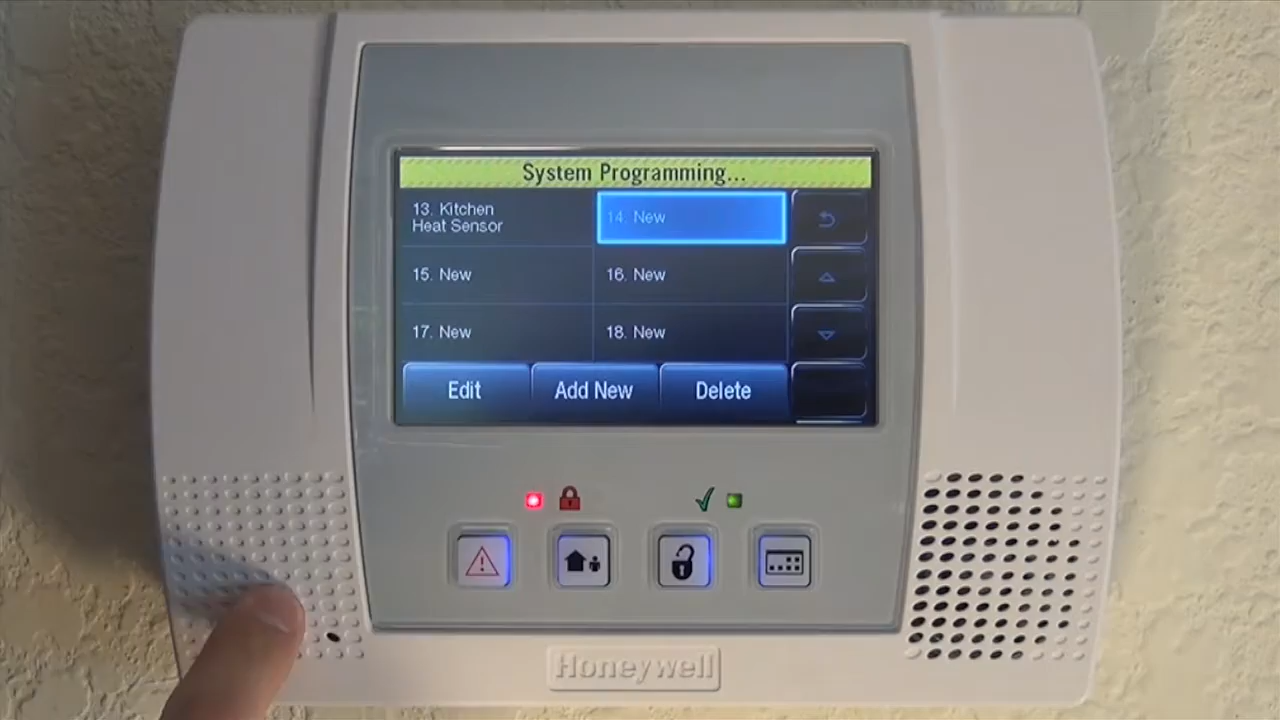 System Programming...
13. Kitchen
Heat Sensor
14. New
15. New
16. New
17. New
18. New
Edit
Add New
Delete
Honeywell